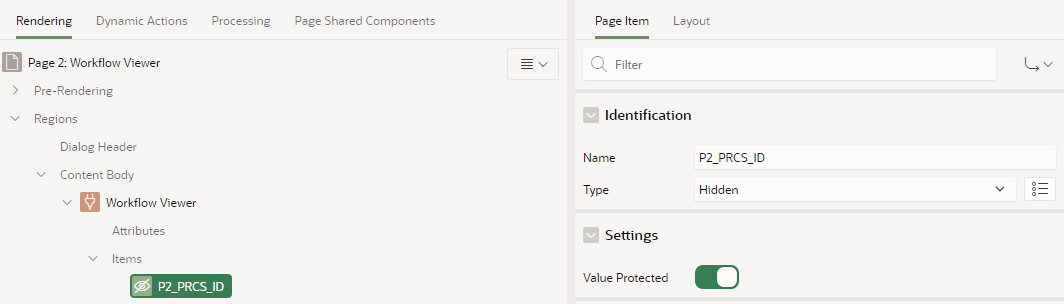 Rendering
Dynamic Actions
Processing
Page Shared Components
Page 2: Workflow Viewer
Pre-Rendering
Regions
Dialog Header
Content Body
Workflow Viewer
Attributes
Items
P2_PRCS_ID
Page Item
Layout
Filter
Identification
Name
P2_PRCS_ID
Type
Hidden
Settings
Value Protected